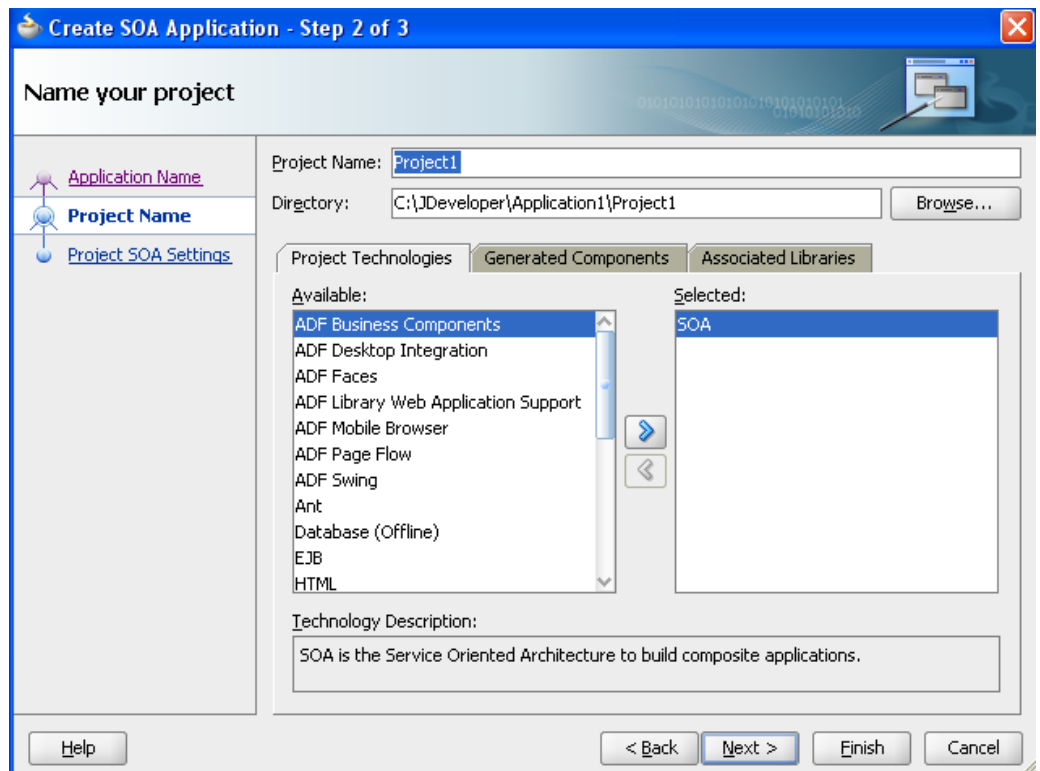 Create SOA Application - Step 2 of 3
Name your project
Application Name
Project Name
Project SOA Settings
Project Name: Project1
Directory: C:\JDeveloper\Application1\Project1 Browse...
Project Technologies Generated Components Associated Libraries
Available: Selected:
ADF Business Components SOA
ADF Desktop Integration
ADF Faces
ADF Library Web Application Support
ADF Mobile Browser
ADF Page Flow
ADF Swing
Ant
Database (Offline)
EJB
HTML
Technology Description:
SOA is the Service Oriented Architecture to build composite applications.
Help < Back Next > Finish Cancel